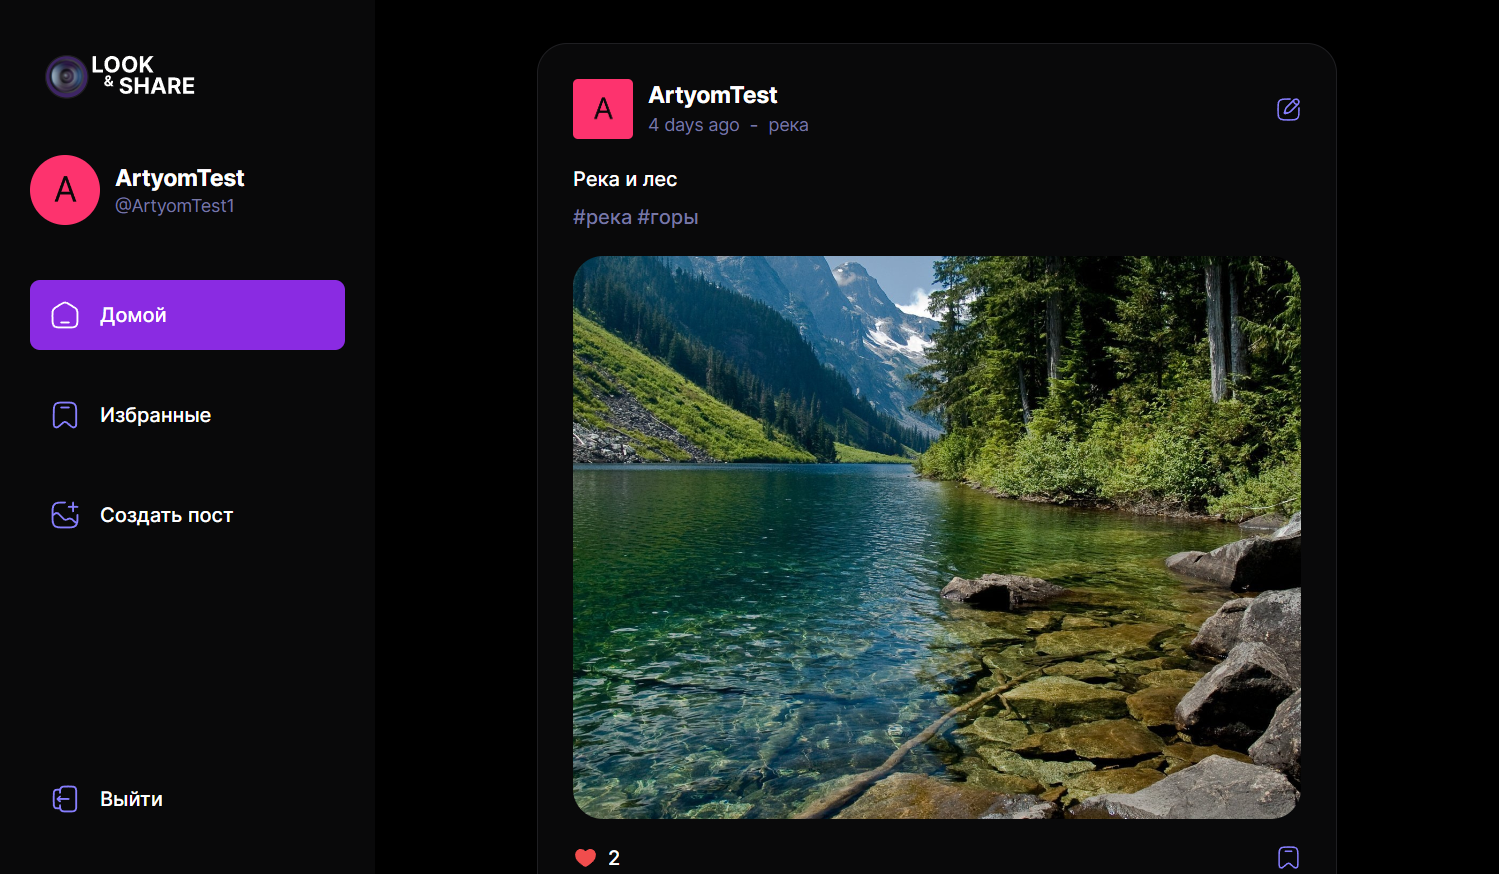 LOOK
& SHARE
A
ArtyomTest
@ArtyomTest1
Домой
Избранные
Создать пост
Выйти
A
ArtyomTest
4 days ago - река
Река и лес
#река #горы
2